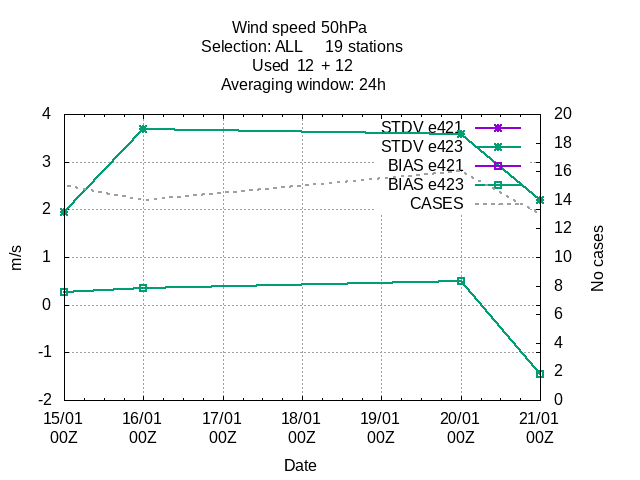 Wind speed 50hPa
Selection: ALL 19 stations
Used 12 + 12
Averaging window: 24h
4
3
2
1
0
-1
-2
m/s
20
18
16
14
12
10
8
6
4
2
0
No cases
STDV e421
STDV e423
BIAS e421
BIAS e423
CASES
15/01 16/01 17/01 18/01 19/01 20/01 21/01
00Z 00Z 00Z 00Z 00Z 00Z 00Z
Date